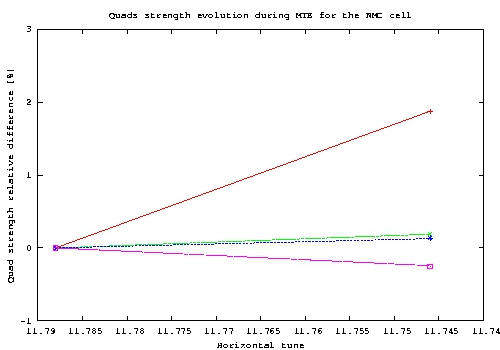 Quads strength evolution during MTE for the NMC cell
3
2
1
0
-1
Quad strength relative difference [%]
11.79 11.785 11.78 11.775 11.77 11.765 11.76 11.755 11.75 11.745 11.74
Horizontal tune